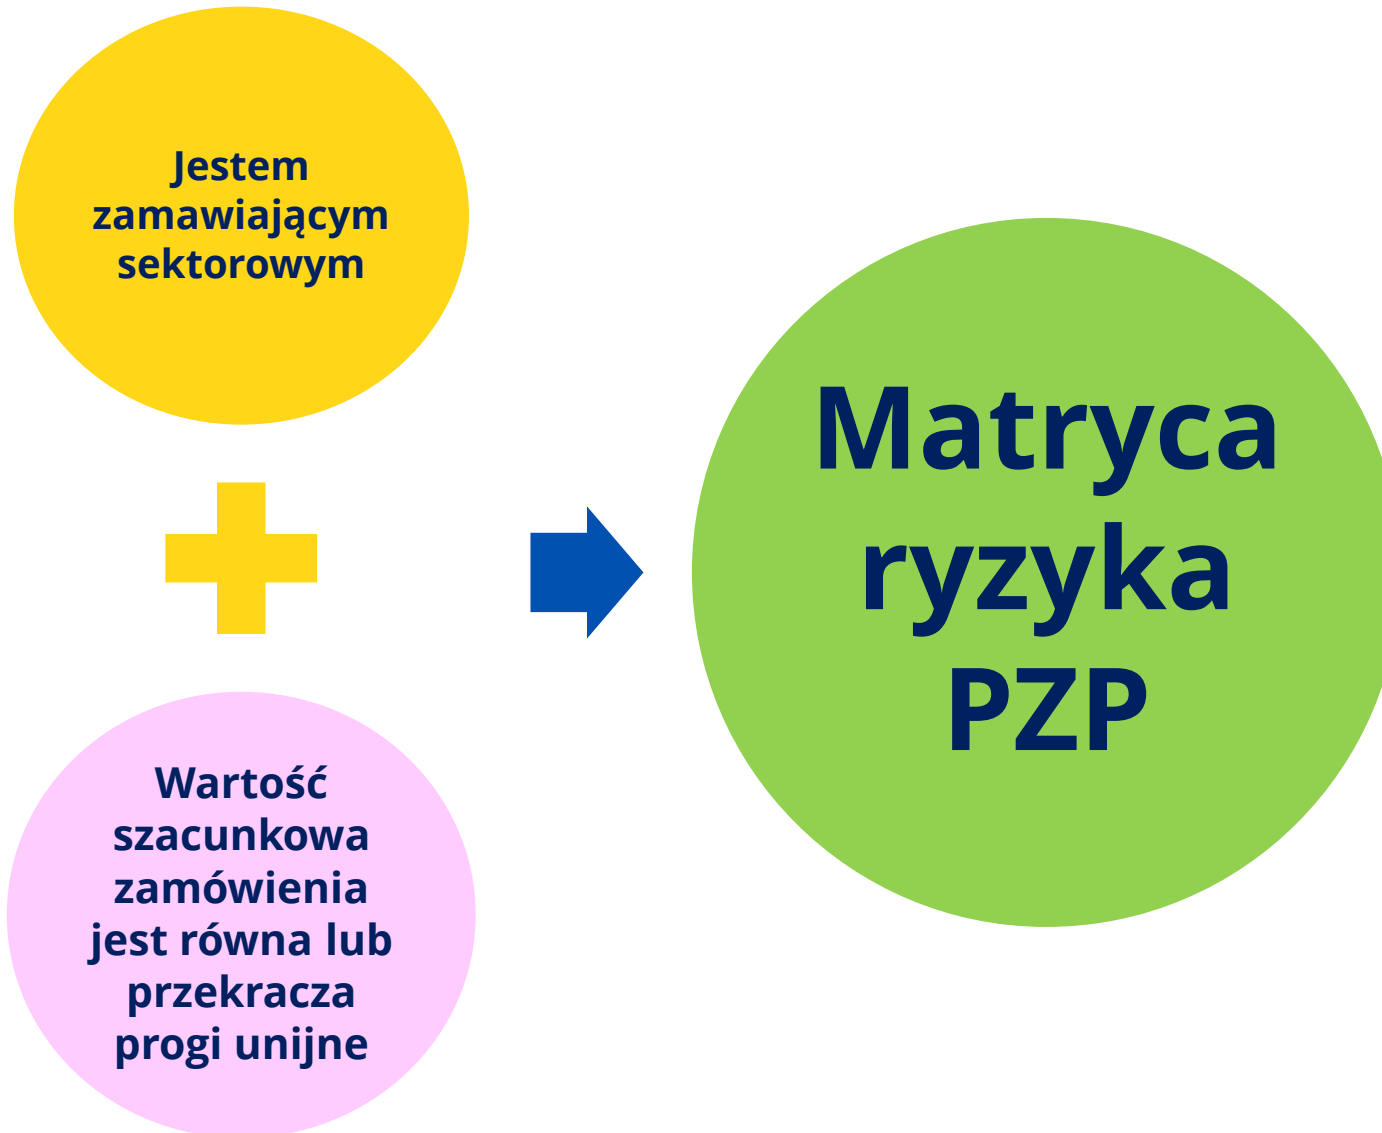 Jestem
zamawiającym
sektorowym
Wartość
szacunkowa
zamówienia
jest równa lub
przekracza
progi unijne
Matryca
ryzyka
PZP